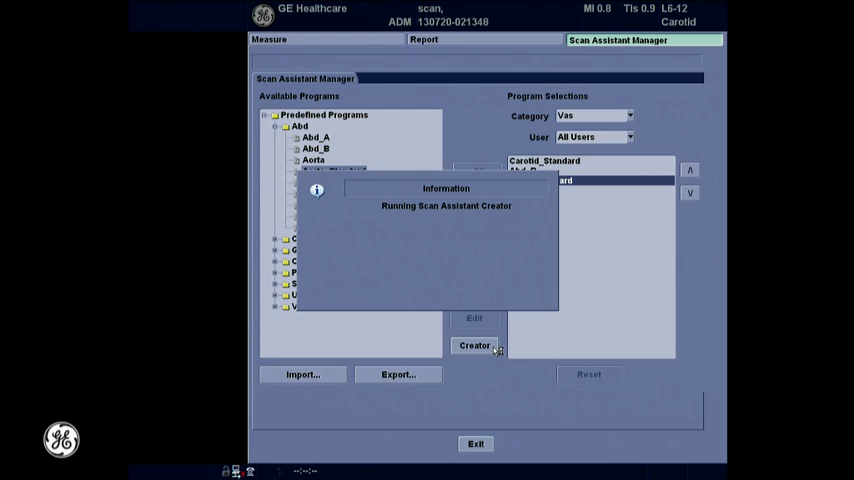 GE Healthcare
scan,
MI 0.8 TIs 0.9 L6-12
ADM 130720-021348
Carotid
Measure
Report
Scan Assistant Manager
Scan Assistant Manager
Available Programs
Program Selections
Predefined Programs
Category Vas
Abd
User All Users
Abd_A
Abd_B
Aorta
Carotid_Standard
Information
Running Scan Assistant Creator
Edit
Creator
Import...
Export...
Reset
Exit
--:--:--
GE